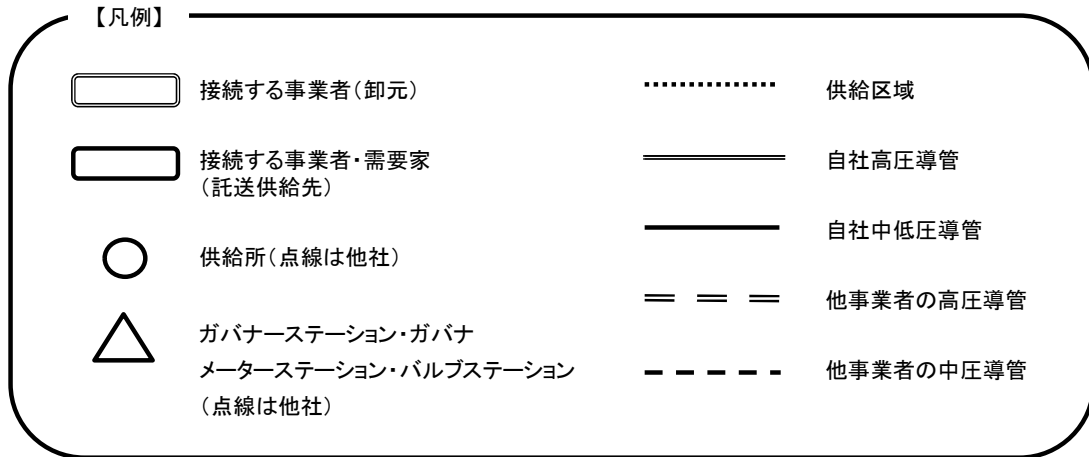 【凡例】
接続する事業者(卸元)
接続する事業者・需要家
(託送供給先)
供給所(点線は他社)
ガバナーステーション・ガバナ
メーターステーション・バルブステーション
(点線は他社)
供給区域
自社高圧導管
自社中低圧導管
他事業者の高圧導管
他事業者の中圧導管